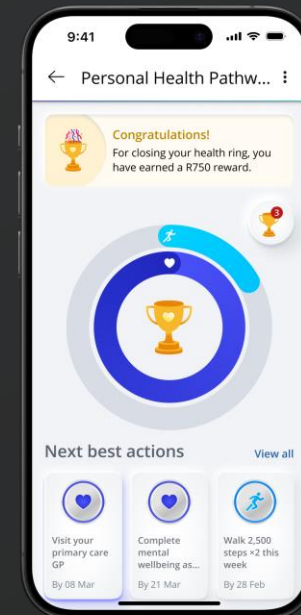 9:41
Personal Health Pathw...
Congratulations!
For closing your health ring, you
have earned a R750 reward.
3
Next best actions
View all
Visit your
primary care
GP
By 08 Mar
Complete
mental
wellbeing as...
By 21 Mar
Walk 2,500
steps ×2 this
week
By 28 Feb